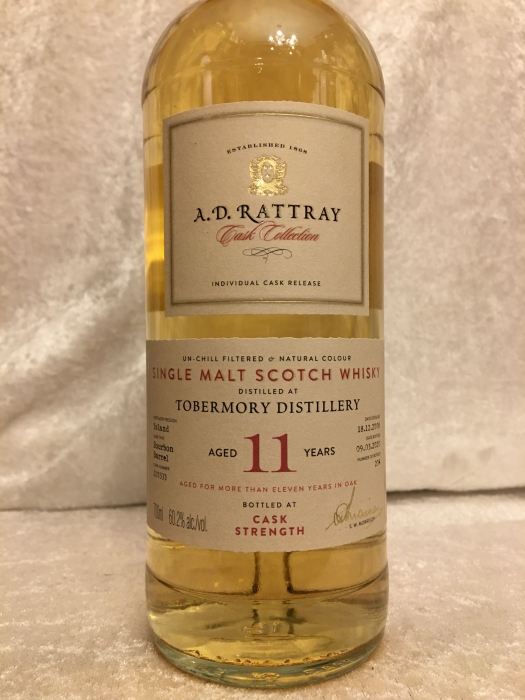 ESTABLISHED 1868
A.D. RATTRAY
Cask Collection
INDIVIDUAL CASK RELEASE
UN-CHILL FILTERED & NATURAL COLOUR
SINGLE MALT SCOTCH WHISKY
DISTILLED AT
TOBERMORY DISTILLERY
Island
Bourbon
Barrel
AGED 11 YEARS
AGED FOR MORE THAN ELEVEN YEARS IN OAK
BOTTLED AT
CASK
STRENGTH
700ml 60.2% alc/vol.